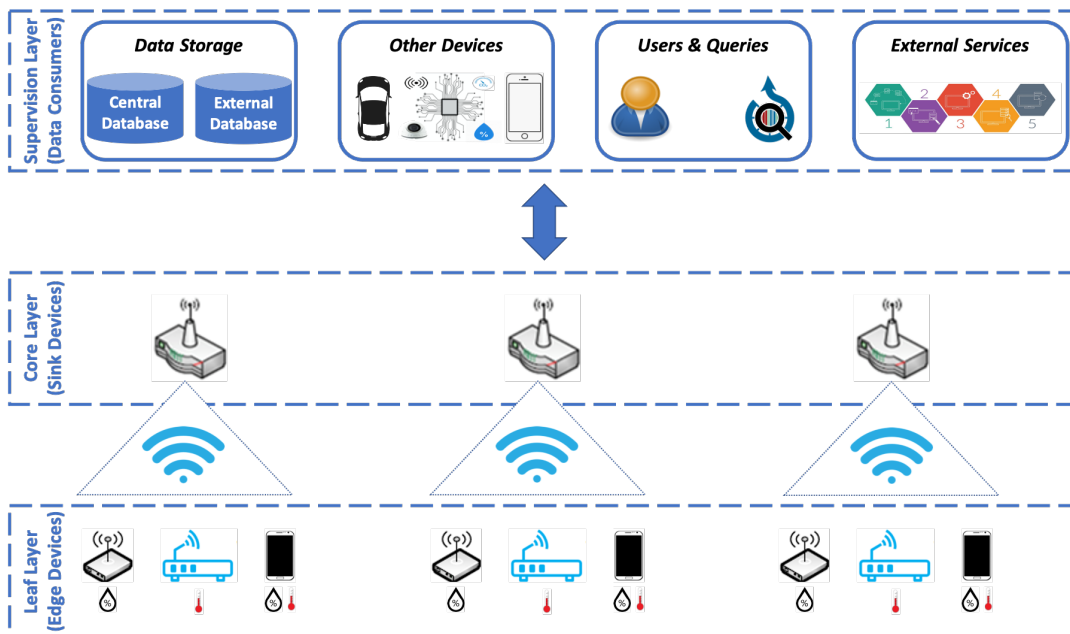 Supervision Layer
(Data Consumers)
Data Storage
Central
Database
External
Database
Other Devices
%
Users & Queries
External Services
1
2
3
4
5
Core Layer
(Sink Devices)
Leaf Layer
(Edge Devices)
%
%
%
%
%
%